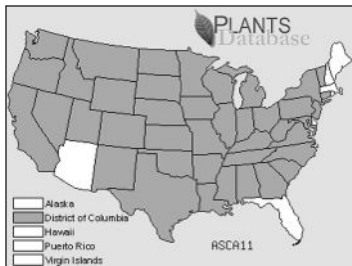 PLANTS
Database
Alaska
District of Columbia
Hawaii
Puerto Rico
Virgin Islands
ASCA11